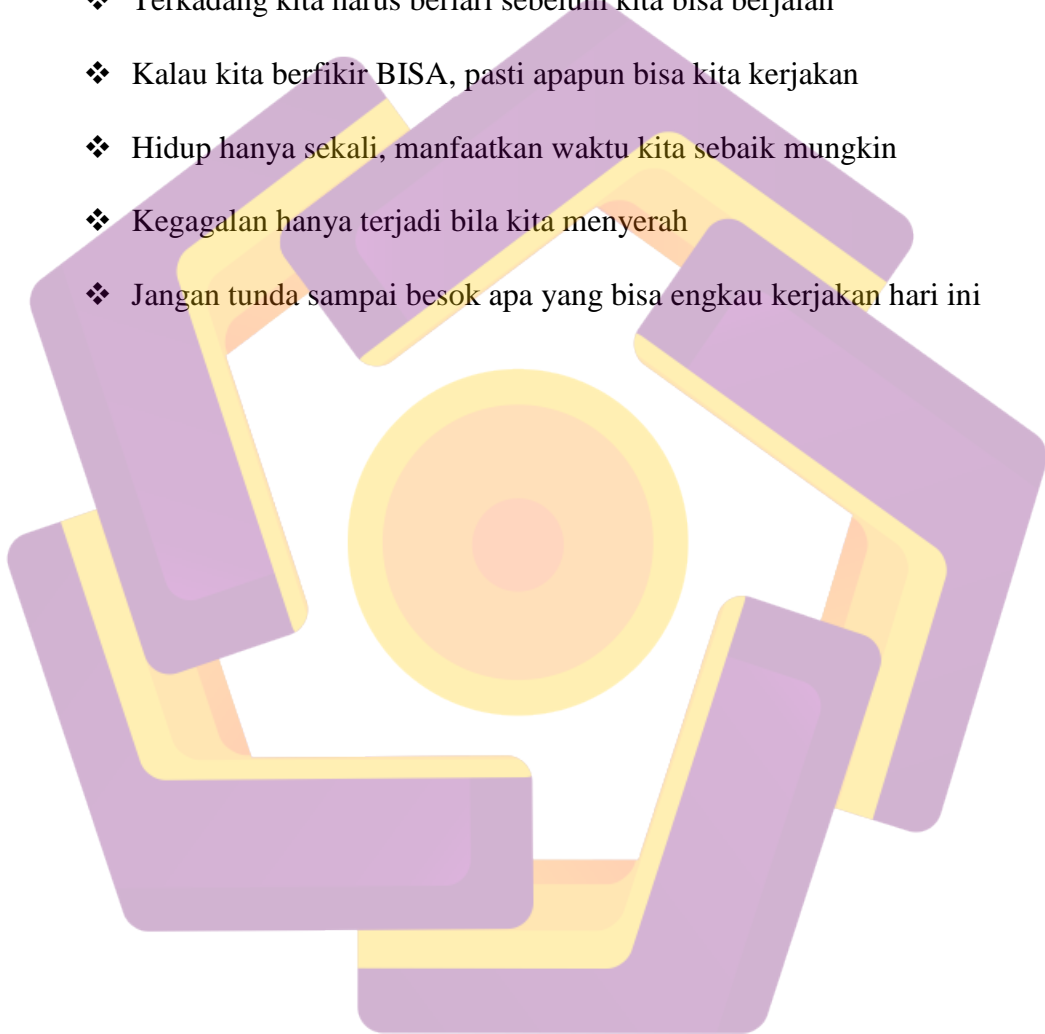 ❖ Terkadang kita harus berlari sebelum kita bisa berjalan
❖ Kalau kita berfikir BISA, pasti apapun bisa kita kerjakan
❖ Hidup hanya sekali, manfaatkan waktu kita sebaik mungkin
❖ Kegagalan hanya terjadi bila kita menyerah
❖ Jangan tunda sampai besok apa yang bisa engkau kerjakan hari ini